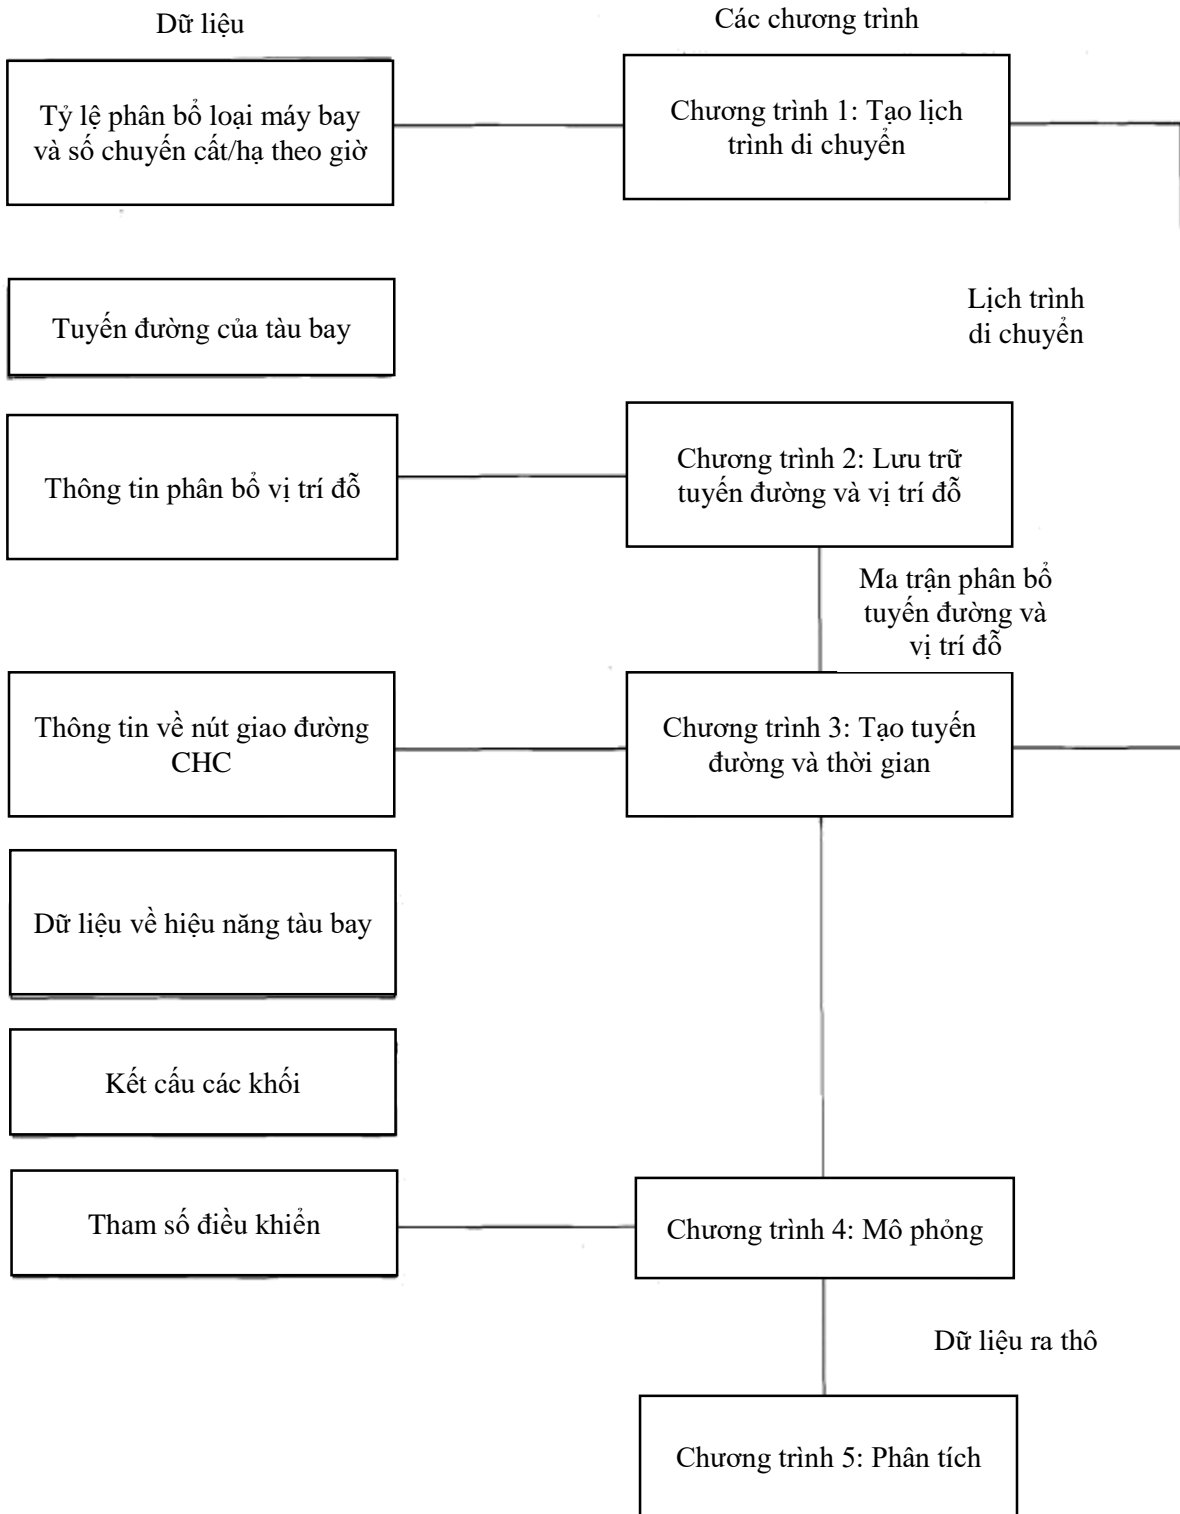 Dữ liệu
Các chương trình
Tỷ lệ phân bổ loại máy bay
và số chuyến cất/hạ theo giờ
Chương trình 1: Tạo lịch
trình di chuyển
Tuyến đường của tàu bay
Lịch trình
di chuyển
Thông tin phân bổ vị trí đỗ
Chương trình 2: Lưu trữ
tuyến đường và vị trí đỗ
Ma trận phân bổ
tuyến đường và
vị trí đỗ
Thông tin về nút giao đường
CHC
Chương trình 3: Tạo tuyến
đường và thời gian
Dữ liệu về hiệu năng tàu bay
Kết cấu các khối
Tham số điều khiển
Chương trình 4: Mô phỏng
Dữ liệu ra thô
Chương trình 5: Phân tích